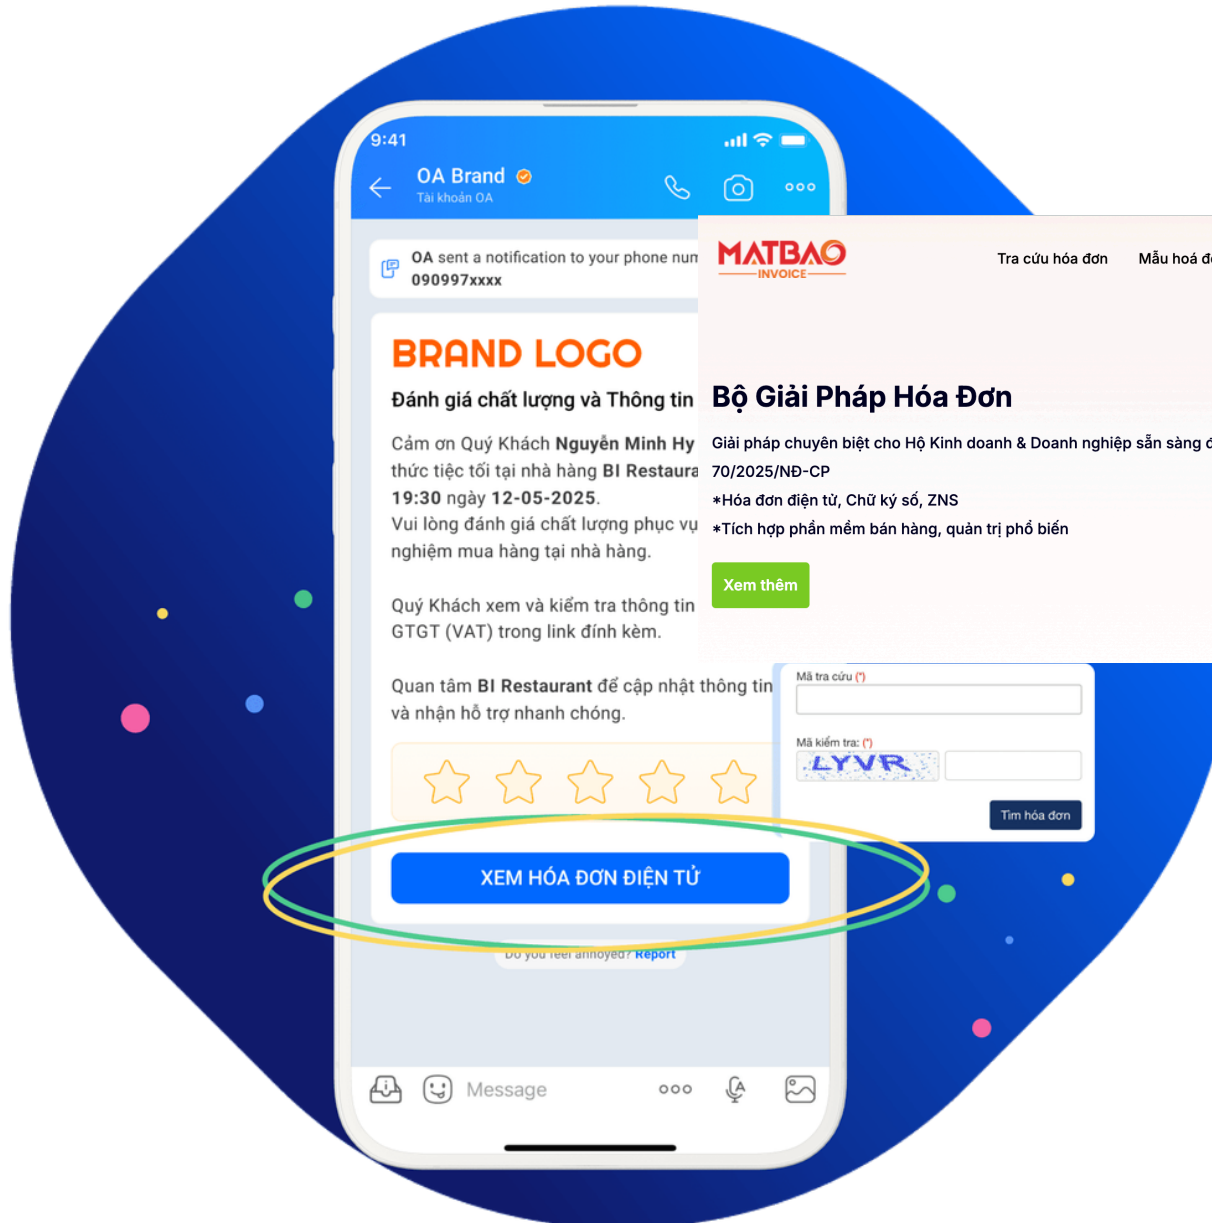 9:41
OA Brand
Tài khoản OA
OA sent a notification to your phone num
090997xxxx
BRAND LOGO
Đánh giá chất lượng và Thông tin
Cảm ơn Quý Khách Nguyễn Minh Hy
thức tiệc tối tại nhà hàng BI Restaura
19:30 ngày 12-05-2025.
Vui lòng đánh giá chất lượng phục vụ
nghiệm mua hàng tại nhà hàng.
Quý Khách xem và kiểm tra thông tin
GTGT (VAT) trong link đính kèm.
Quan tâm BI Restaurant để cập nhật thông tin
và nhận hỗ trợ nhanh chóng.
XEM HÓA ĐƠN ĐIỆN TỬ
Do you feel annoyed? Report
Message
MATBAO
INVOICE
Tra cứu hóa đơn Mẫu hoá đơ
Bộ Giải Pháp Hóa Đơn
Giải pháp chuyên biệt cho Hộ Kinh doanh & Doanh nghiệp sẵn sàng đ
70/2025/NĐ-CP
*Hóa đơn điện tử, Chữ ký số, ZNS
*Tích hợp phần mềm bán hàng, quản trị phổ biến
Xem thêm
Mã tra cứu (*)
Mã kiểm tra: (*)
LYVR
Tìm hóa đơn